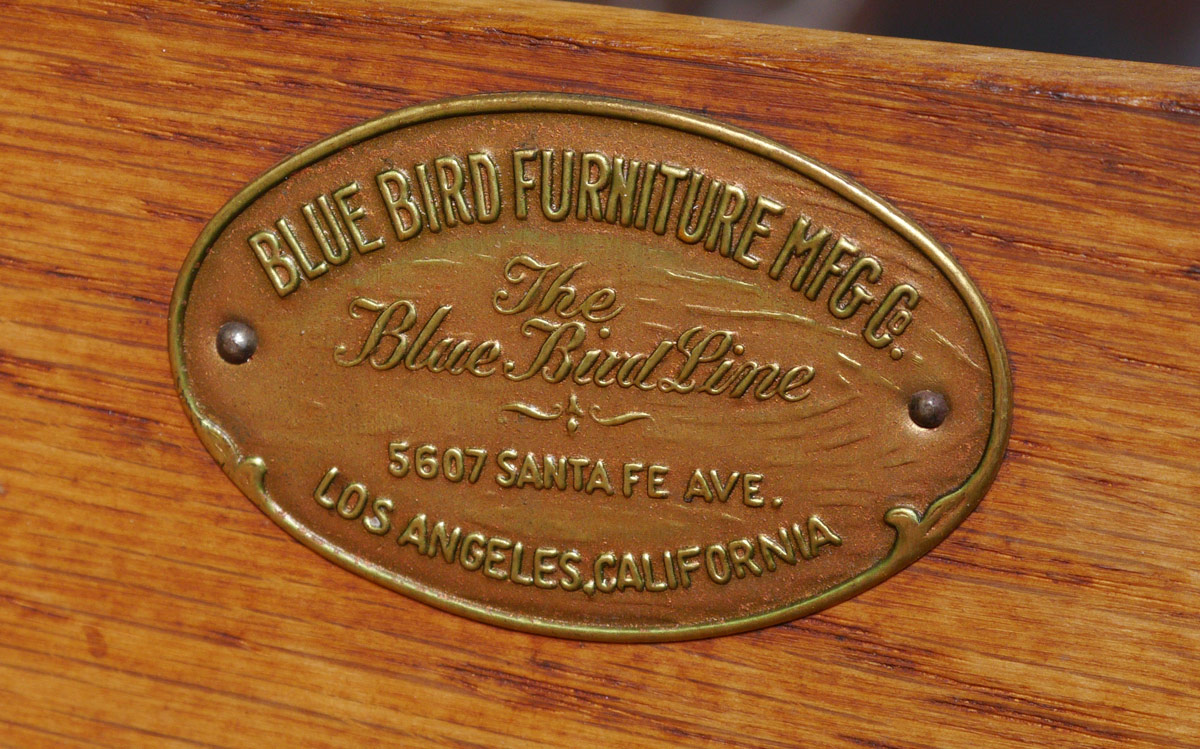 BLUE BIRD FURNITURE MFG CO.
The
Blue Bird Line
5607 SANTA FE AVE.
LOS ANGELES, CALIFORNIA